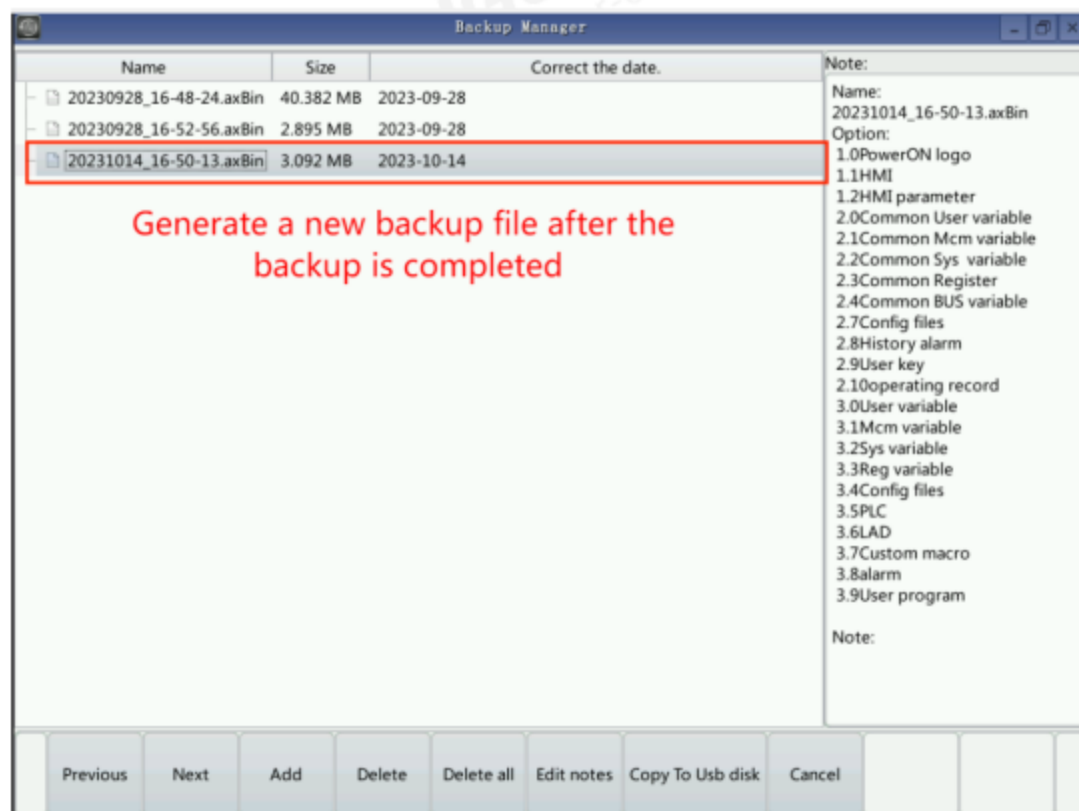 Backup Manager
Name Size Correct the date.
20230928_16-48-24.axBin 40.382 MB 2023-09-28
20230928_16-52-56.axBin 2.895 MB 2023-09-28
20231014_16-50-13.axBin 3.092 MB 2023-10-14
Generate a new backup file after the
backup is completed
Note:
Name:
20231014_16-50-13.axBin
Option:
1.0PowerON logo
1.1HMI
1.2HMI parameter
2.0Common User variable
2.1Common Mcm variable
2.2Common Sys variable
2.3Common Register
2.4Common BUS variable
2.7Config files
2.8History alarm
2.9User key
2.10operating record
3.0User variable
3.1Mcm variable
3.2Sys variable
3.3Reg variable
3.4Config files
3.5PLC
3.6LAD
3.7Custom macro
3.8alarm
3.9User program
Note:
Previous Next Add Delete Delete all Edit notes Copy To Usb disk Cancel